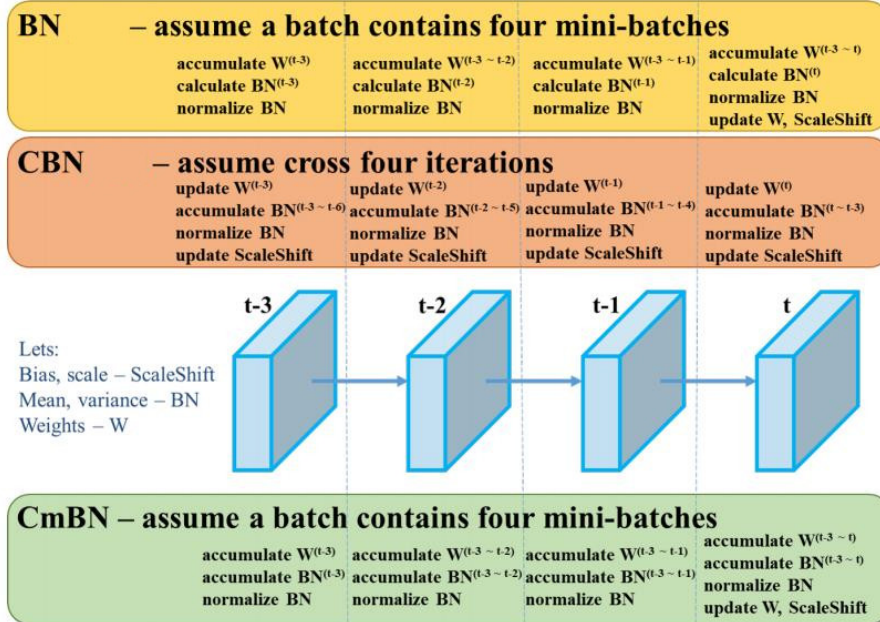 BN – assume a batch contains four mini-batches
accumulate W(t-3) accumulate W(t-3 ~ t-2) accumulate W(t-3 ~ t-1) accumulate W(t-3 ~ t)
calculate BN(t-3) calculate BN(t-2) calculate BN(t-1) calculate BN(t)
normalize BN normalize BN normalize BN normalize BN
update W, ScaleShift
CBN – assume cross four iterations
update W(t-3) update W(t-2) update W(t-1) update W(t)
accumulate BN(t-3 ~ t-6) accumulate BN(t-2 ~ t-5) accumulate BN(t-1 ~ t-4) accumulate BN(t ~ t-3)
normalize BN normalize BN normalize BN normalize BN
update ScaleShift update ScaleShift update ScaleShift update ScaleShift
t-3 t-2 t-1 t
Lets:
Bias, scale – ScaleShift
Mean, variance – BN
Weights – W
CmBN – assume a batch contains four mini-batches
accumulate W(t-3) accumulate W(t-3 ~ t-2) accumulate W(t-3 ~ t-1) accumulate W(t-3 ~ t)
accumulate BN(t-3) accumulate BN(t-3 ~ t-2) accumulate BN(t-3 ~ t-1) accumulate BN(t-3 ~ t)
normalize BN normalize BN normalize BN normalize BN
update W, ScaleShift